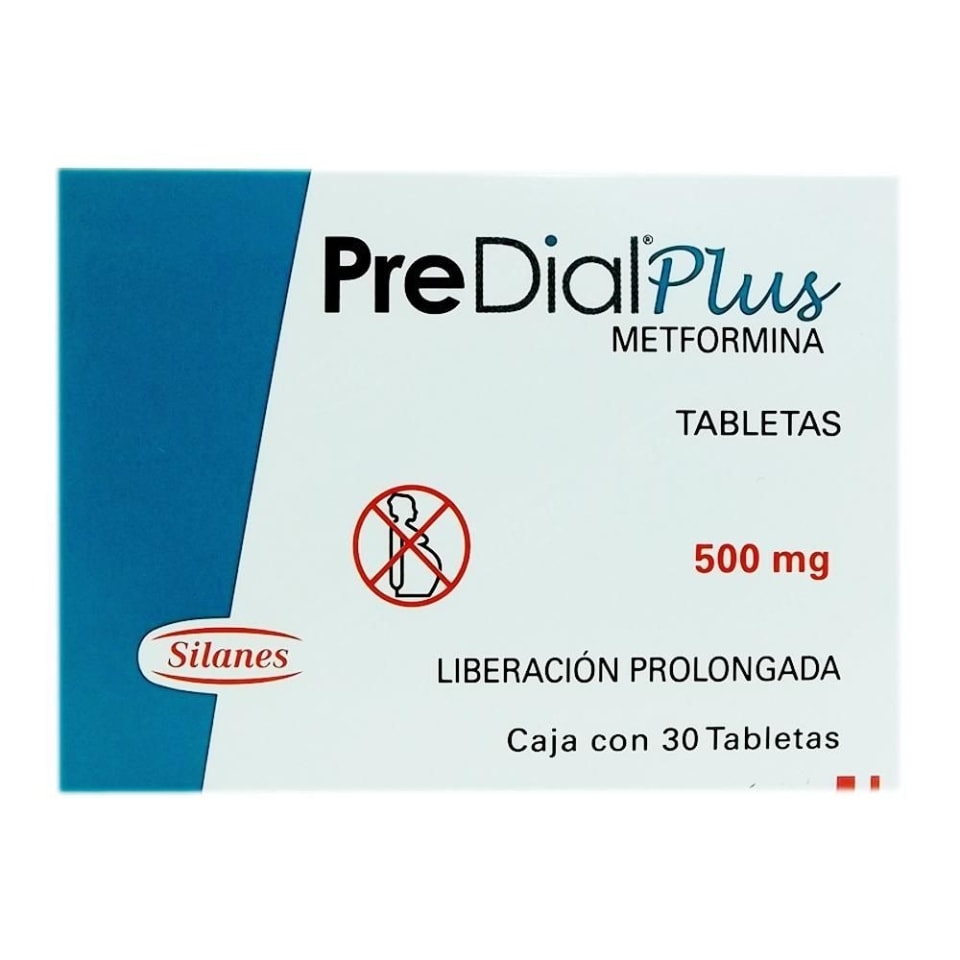 PreDial® Plus
METFORMINA
TABLETAS
500 mg
Silanes
LIBERACIÓN PROLONGADA
Caja con 30 Tabletas